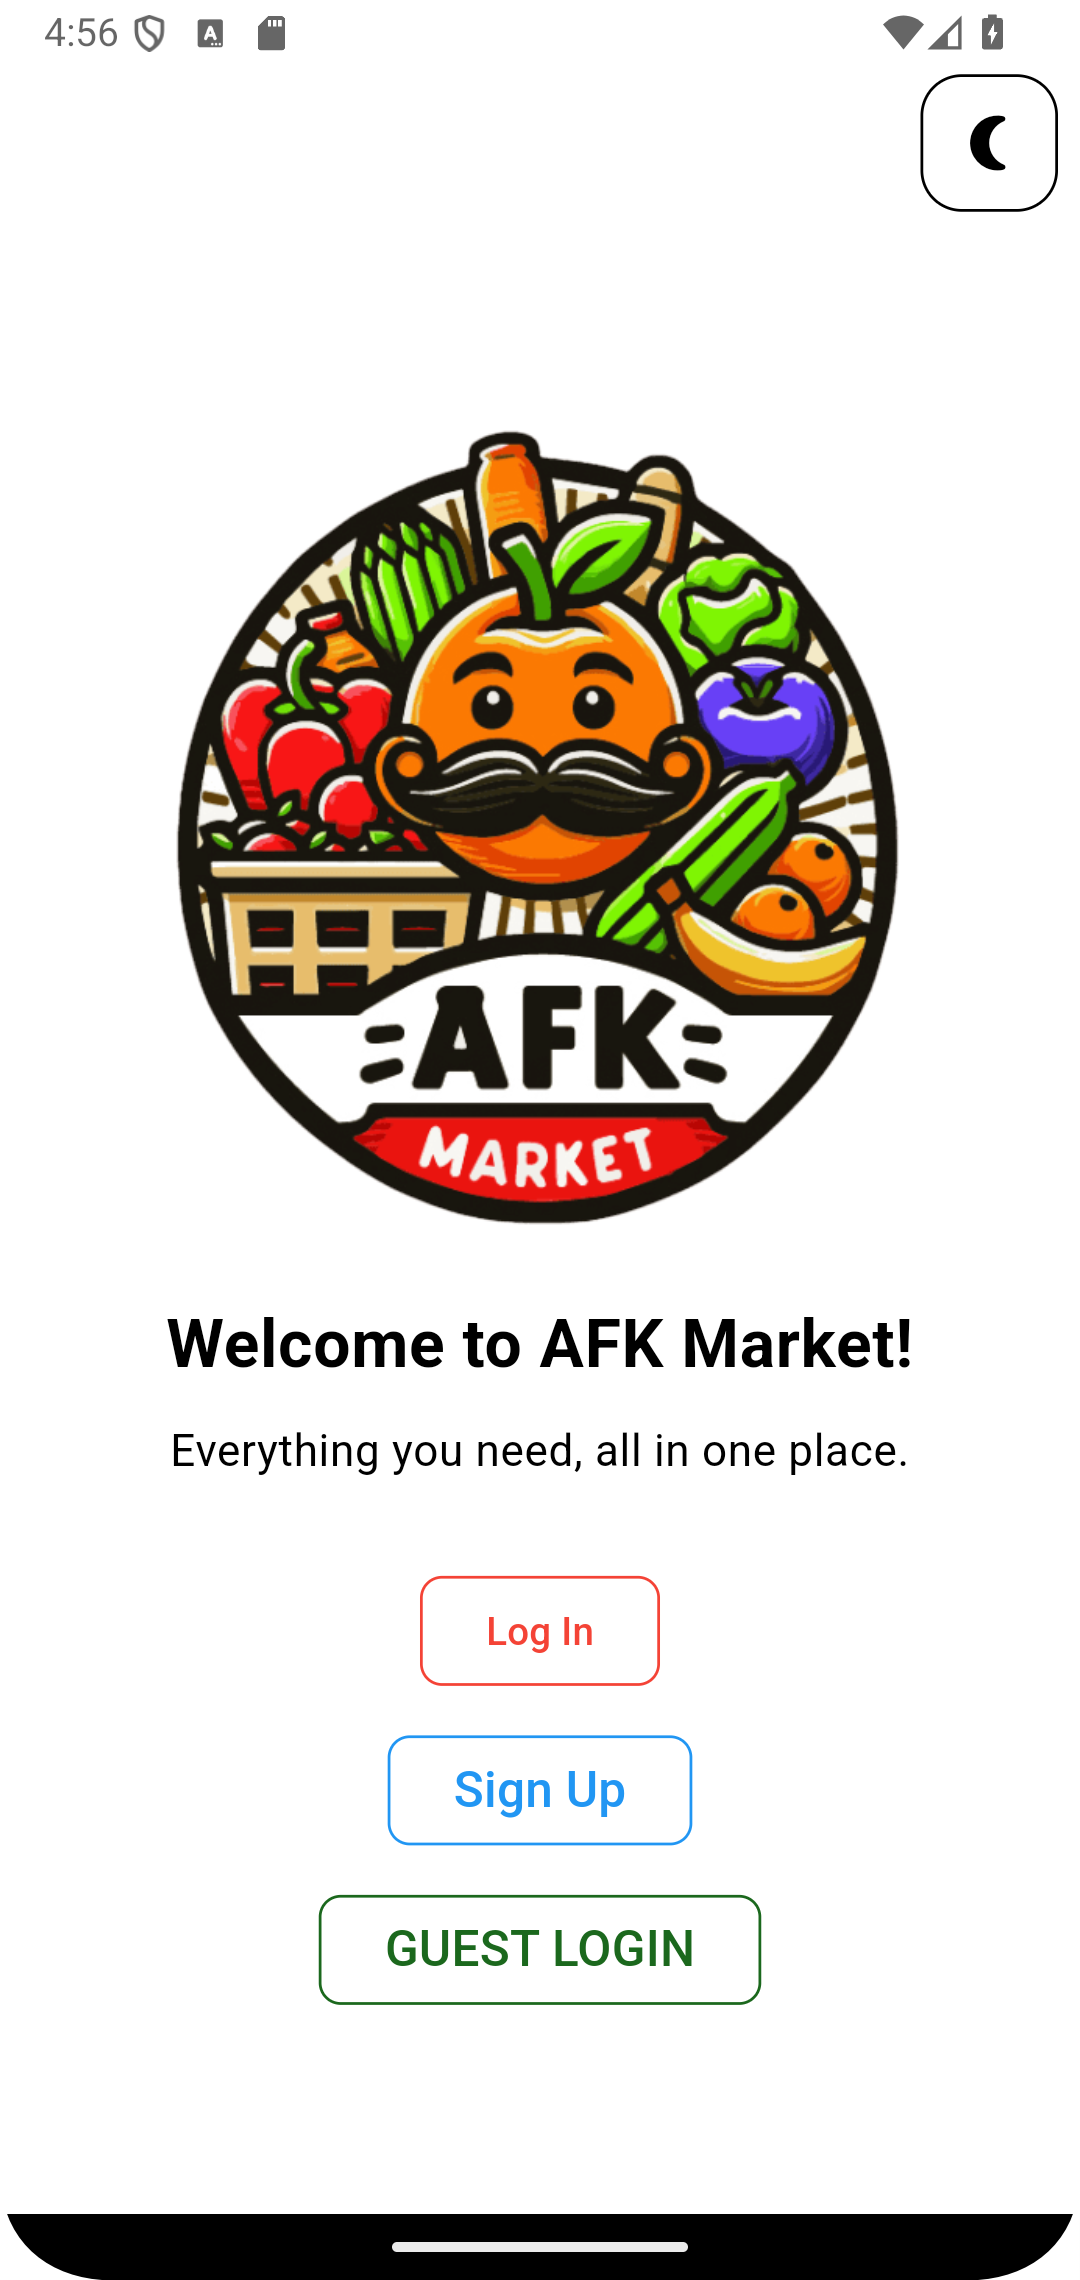 4:56
AFK
MARKET
Welcome to AFK Market!
Everything you need, all in one place.
Log In
Sign Up
GUEST LOGIN